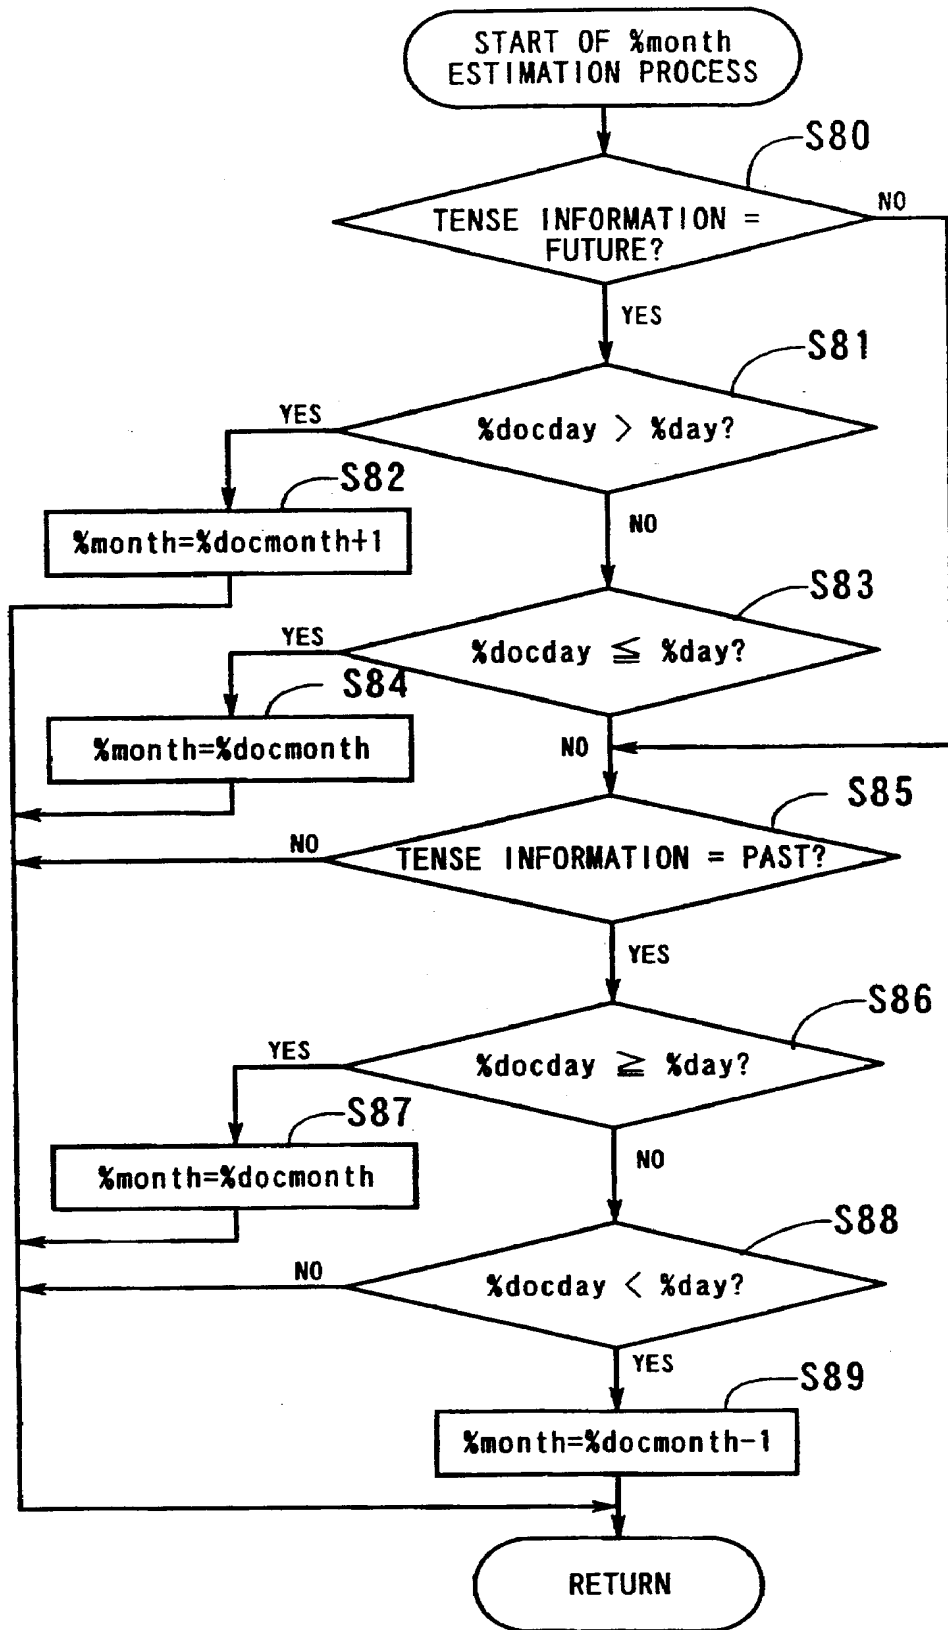 START OF %month
ESTIMATION PROCESS
S80
TENSE INFORMATION =
FUTURE?
NO
YES
S81
%docday > %day?
YES
NO
S82
%month=%docmonth+1
S83
%docday ≦ %day?
YES
NO
S84
%month=%docmonth
S85
TENSE INFORMATION = PAST?
NO
YES
S86
%docday ≧ %day?
YES
NO
S87
%month=%docmonth
S88
%docday < %day?
NO
YES
S89
%month=%docmonth-1
RETURN